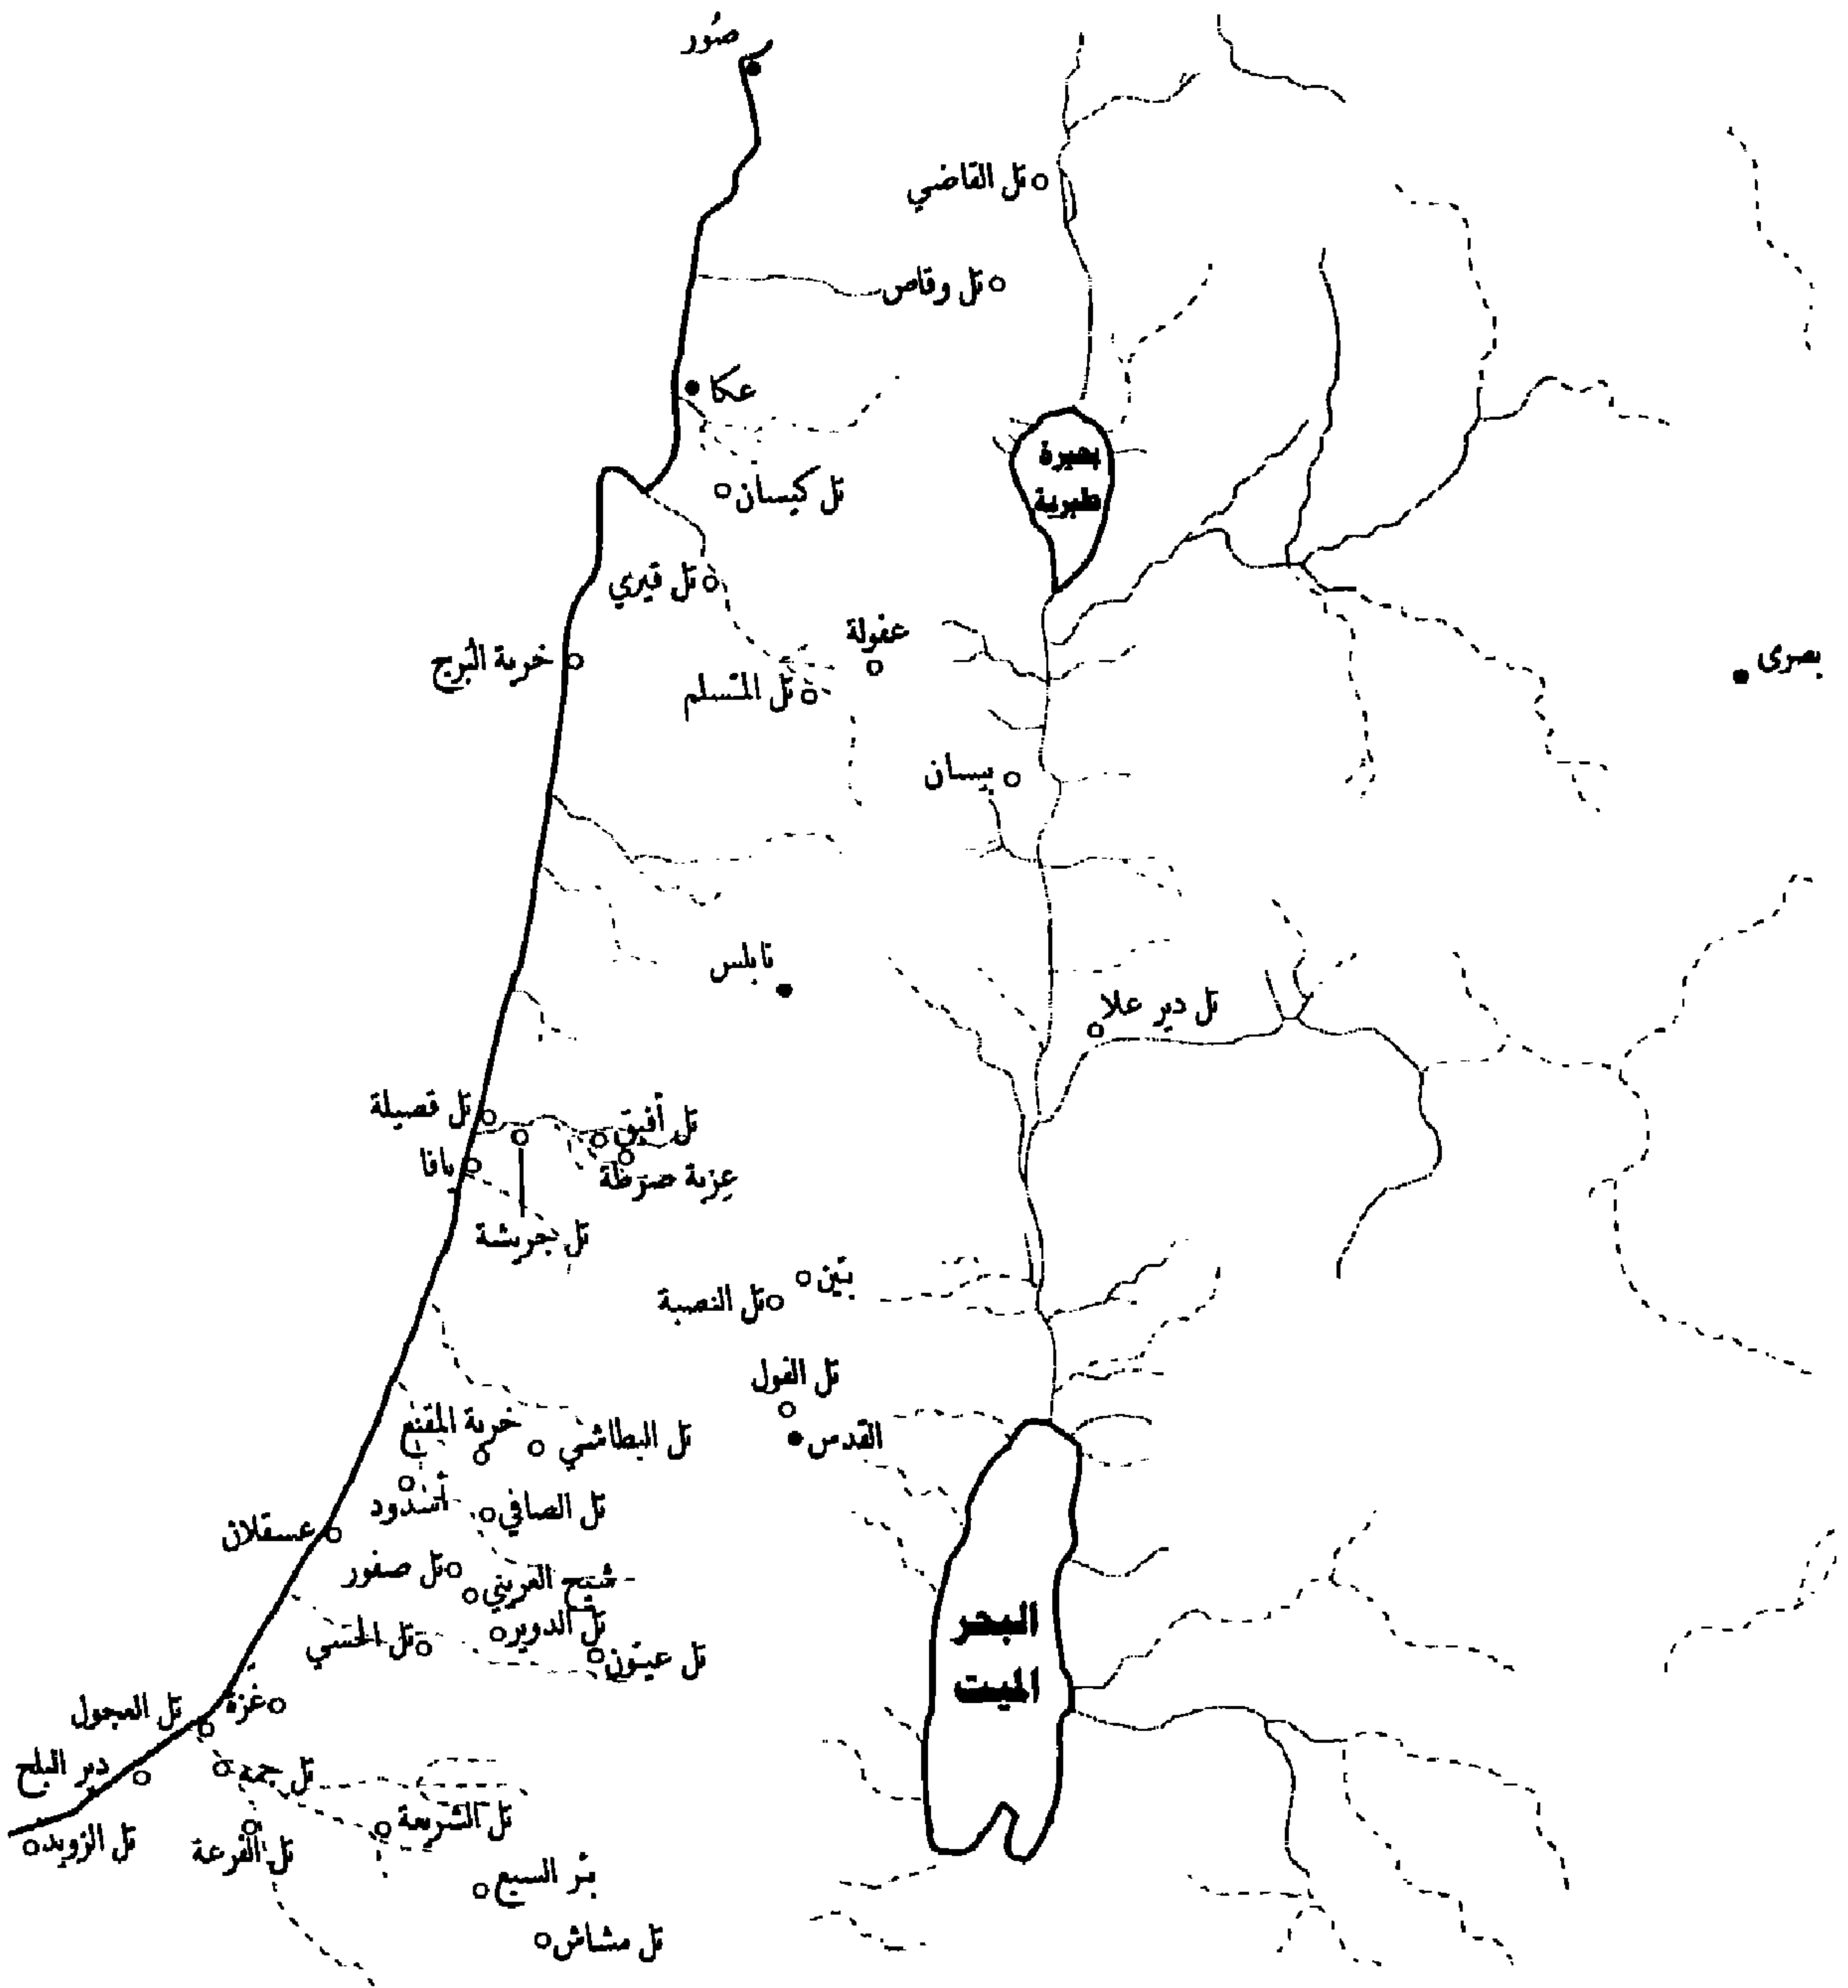 صُور
تل القاضي
تل وقاص
عكا
بحيرة
طبرية
تل كيسان
تل قيري
عفولة
خربة البرج
تل المتسلم
بصرى
بيسان
نابلس
تل دير علا
تل قصيلة
تل أفيق
يافا
عزبة صرطة
تل جريشة
بتين
تل النصبة
تل الفول
القدس
خربة المقنع
تل البطاشي
أشدود
تل الصافي
عسقلان
تل صفور
شيخ العريني
تل الدوير
تل الحسي
تل عيتون
البحر
الميت
غزة
تل العجول
دير البلح
تل جمه
تل الشريعة
تل الزويد
تل الفرعة
بئر السبع
تل مشاش